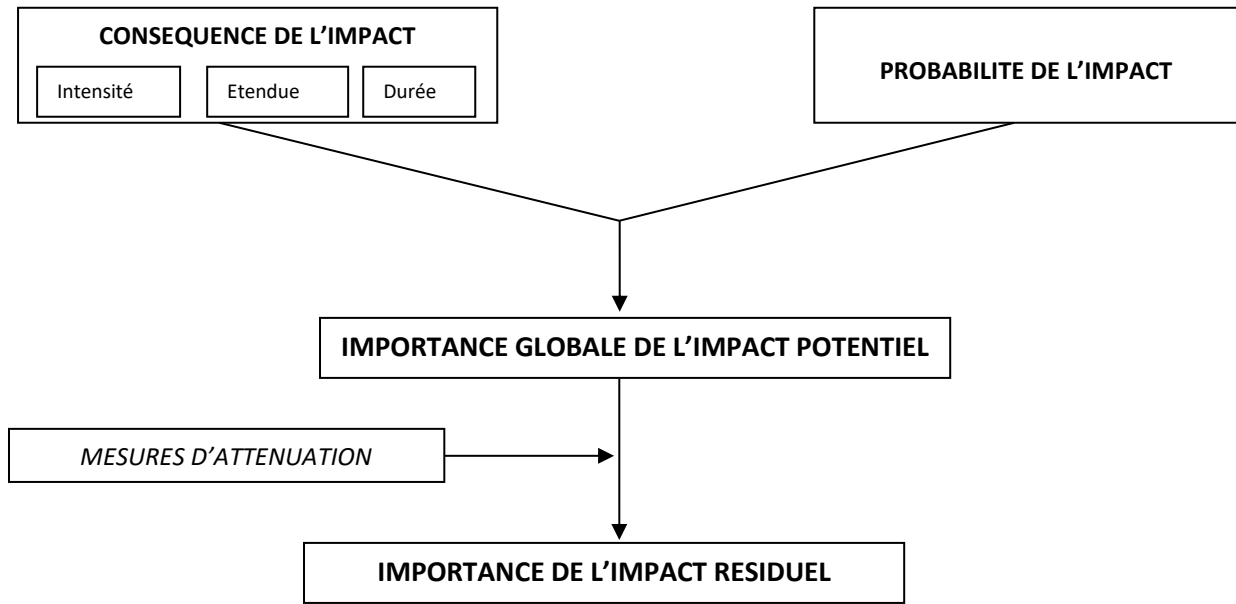 CONSEQUENCE DE L’IMPACT
Intensité
Etendue
Durée
PROBABILITE DE L’IMPACT
IMPORTANCE GLOBALE DE L’IMPACT POTENTIEL
MESURES D’ATTENUATION
IMPORTANCE DE L’IMPACT RESIDUEL